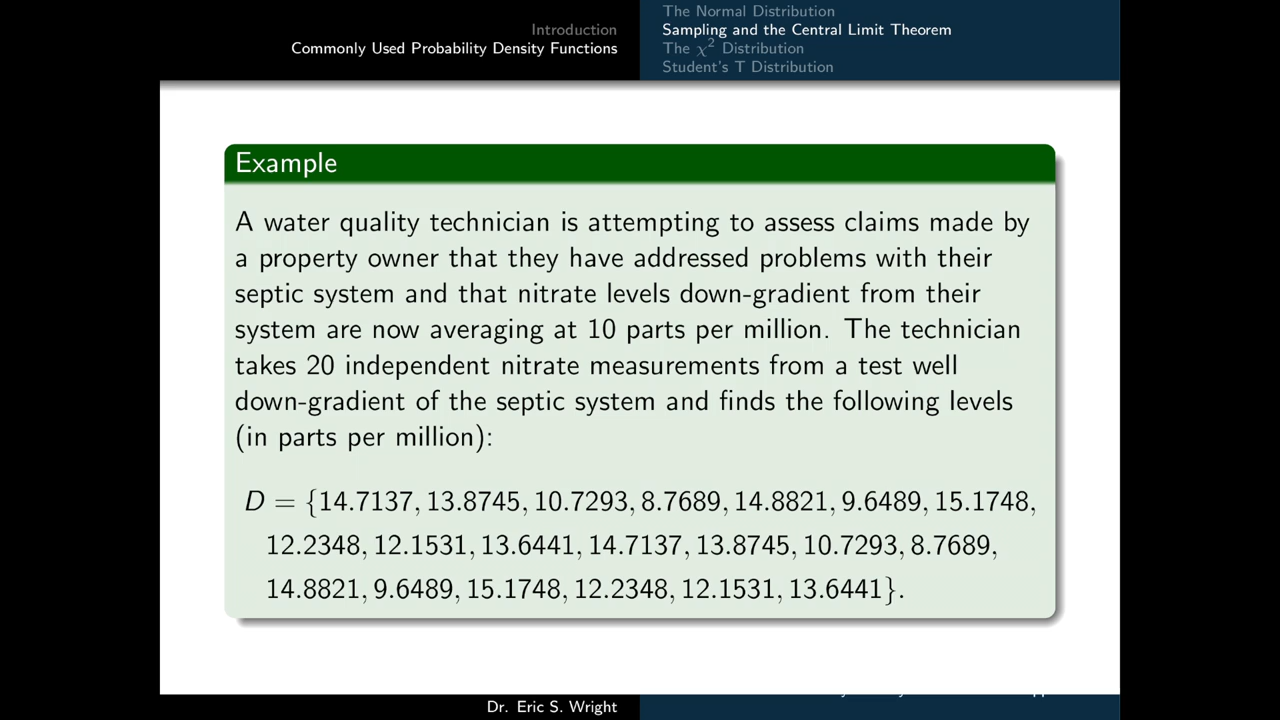 Introduction
Commonly Used Probability Density Functions
The Normal Distribution
Sampling and the Central Limit Theorem
The χ² Distribution
Student's T Distribution
Example
A water quality technician is attempting to assess claims made by
a property owner that they have addressed problems with their
septic system and that nitrate levels down-gradient from their
system are now averaging at 10 parts per million. The technician
takes 20 independent nitrate measurements from a test well
down-gradient of the septic system and finds the following levels
(in parts per million):
D = {14.7137, 13.8745, 10.7293, 8.7689, 14.8821, 9.6489, 15.1748,
12.2348, 12.1531, 13.6441, 14.7137, 13.8745, 10.7293, 8.7689,
14.8821, 9.6489, 15.1748, 12.2348, 12.1531, 13.6441}.
Dr. Eric S. Wright